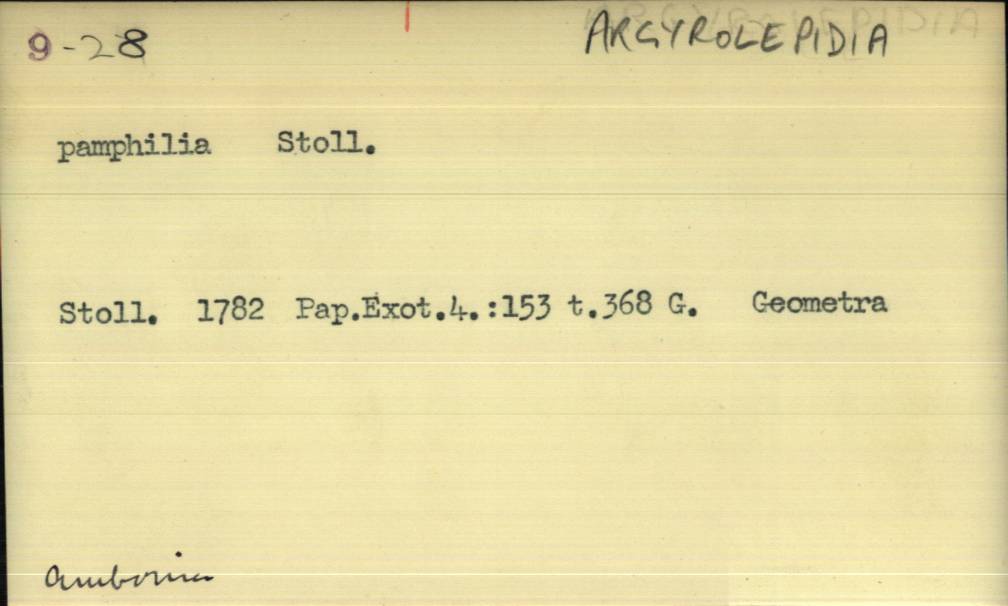 9-28 ARGYROLEPIDIA
pamphilia Stoll.
Stoll. 1782 Pap.Exot.4.:153 t.368 G. Geometra
Amboina